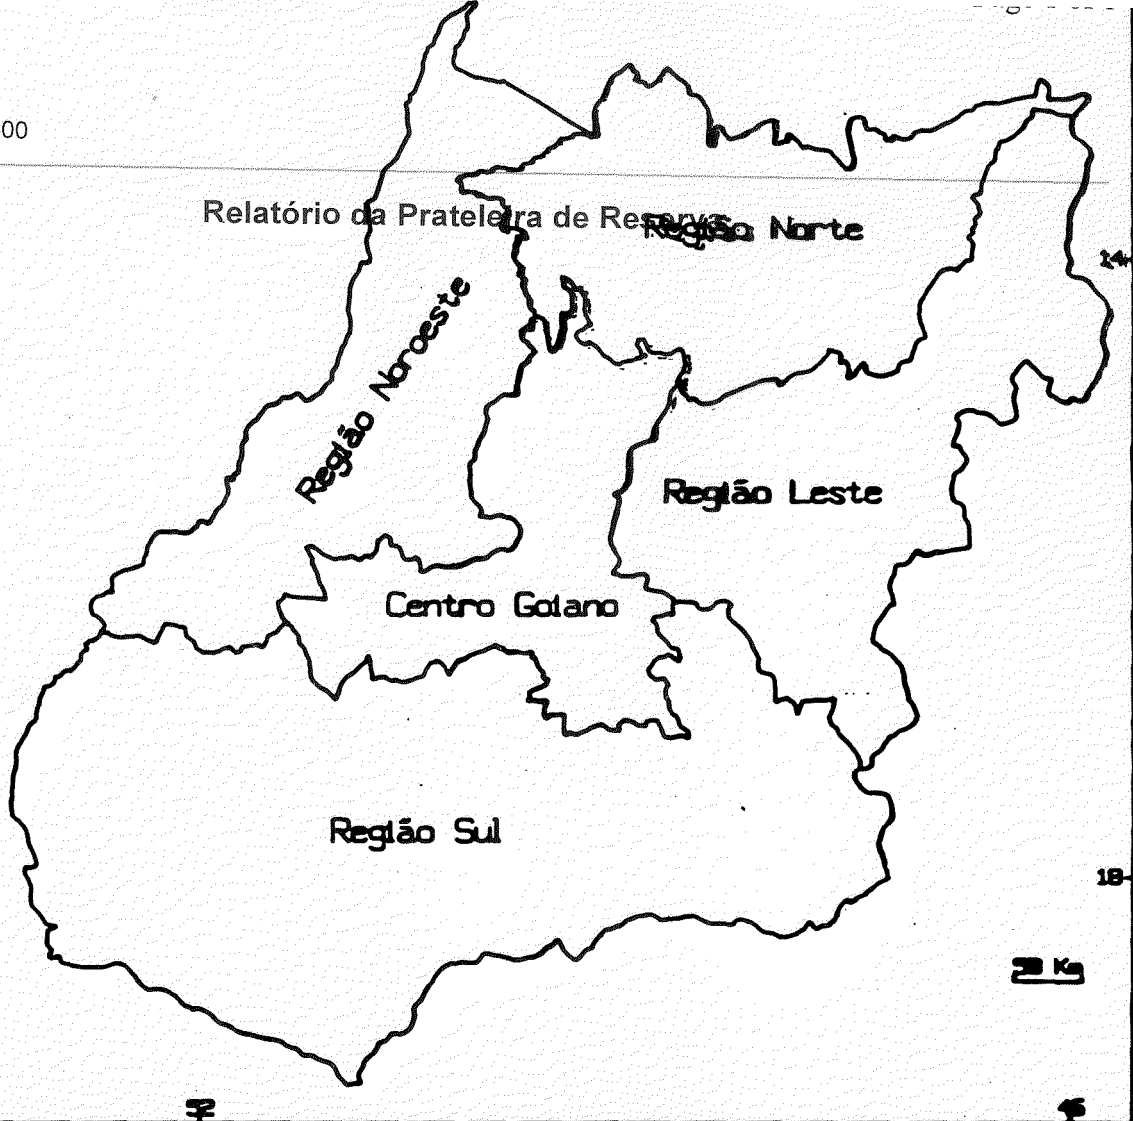 00
Relatório da Prateleira de Reserva
Região Norte
14
Região Noroeste
Região Leste
Centro Goiano
Região Sul
18
50 Km
52
46